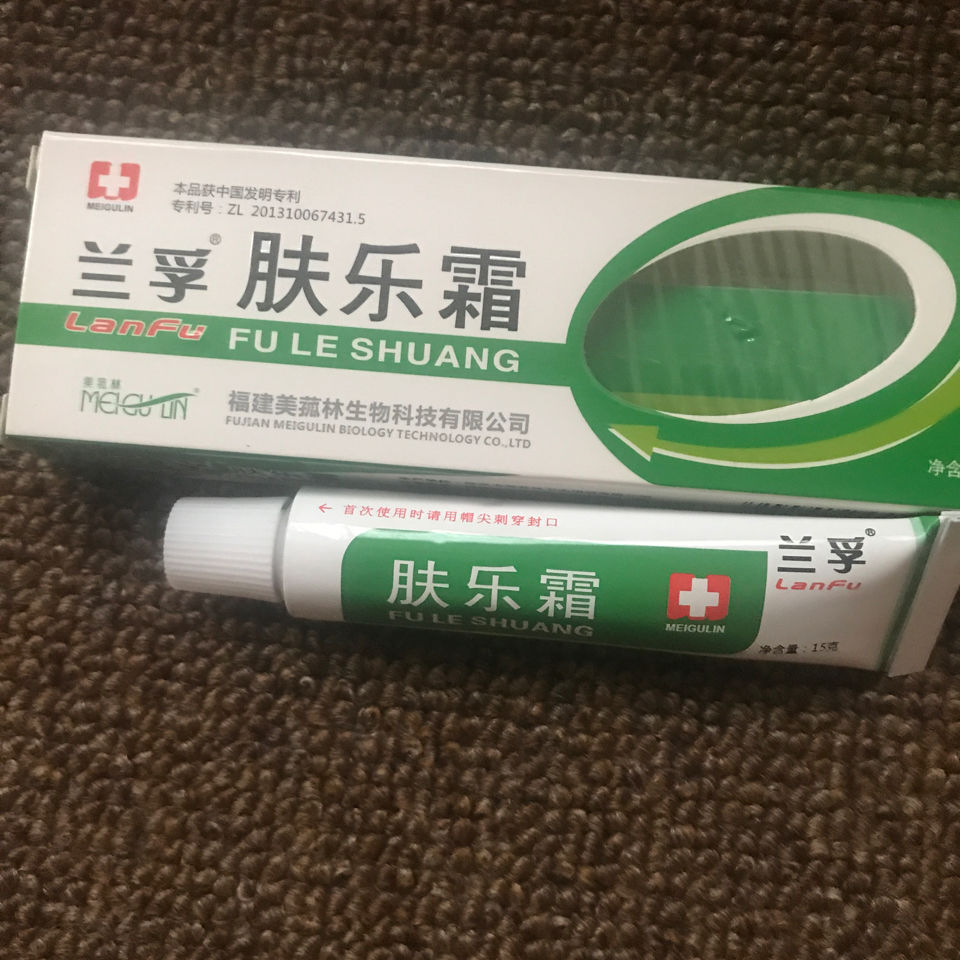 MEIGULIN
本品获中国发明专利
专利号：ZL 201310067431.5
兰孚® 肤乐霜
LanFu FU LE SHUANG
美菰林
MEIGULIN®
福建美菰林生物科技有限公司
FUJIAN MEIGULIN BIOLOGY TECHNOLOGY CO.,LTD
净含
← 首次使用时请用帽尖刺穿封口
肤乐霜
FU LE SHUANG
MEIGULIN
兰孚®
LanFu
净含量：15克